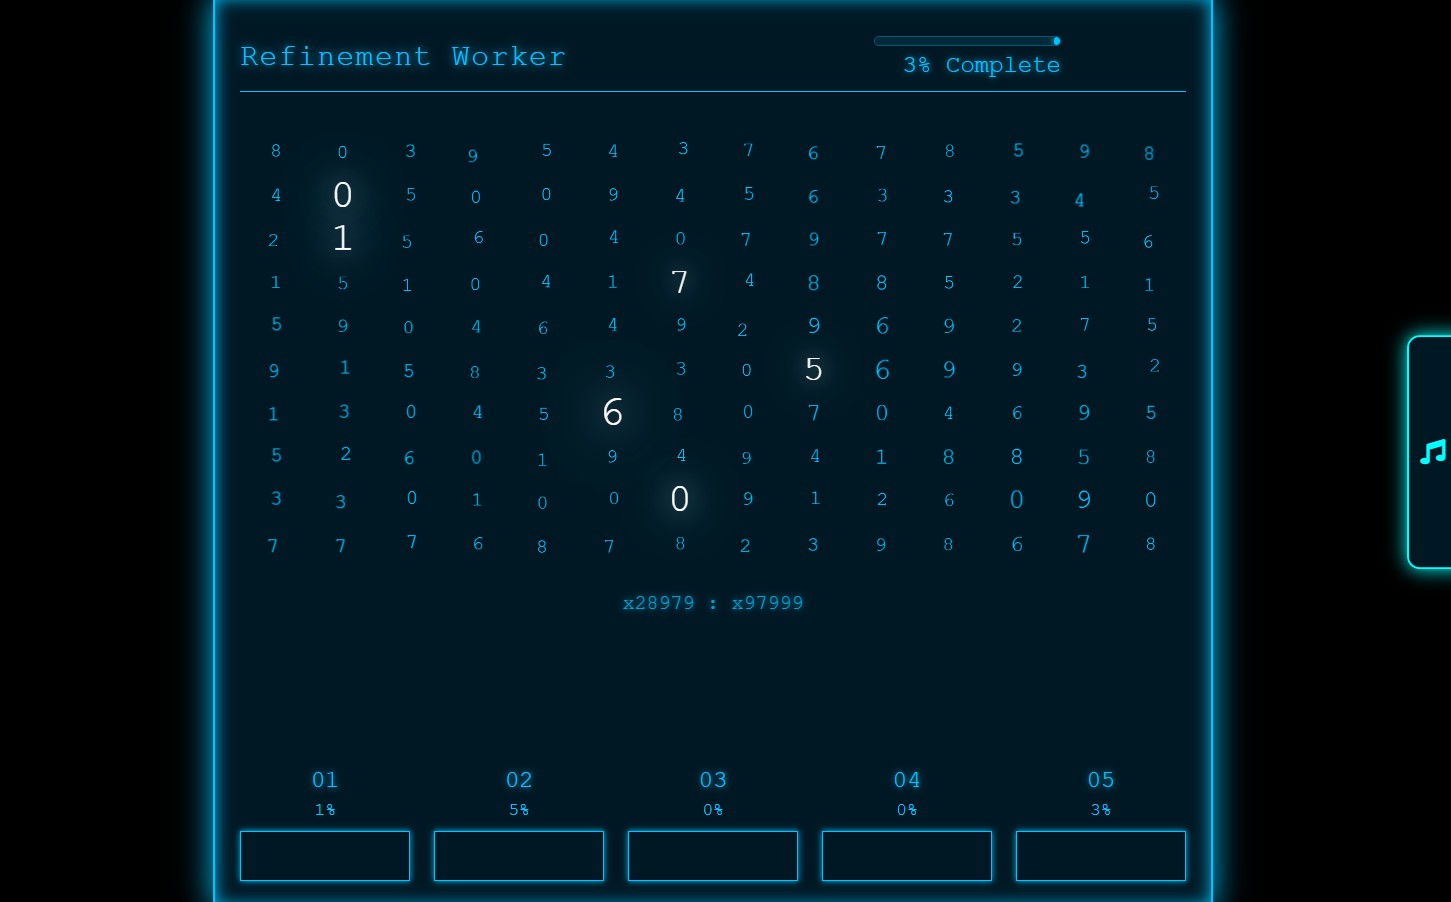 Refinement Worker
3% Complete
8 0 3 9 5 4 3 7 6 7 8 5 9 8
4 0 5 0 0 9 4 5 6 3 3 3 4 5
2 1 5 6 0 4 0 7 9 7 7 5 5 6
1 5 1 0 4 1 7 4 8 8 5 2 1 1
5 9 0 4 6 4 9 2 9 6 9 2 7 5
9 1 5 8 3 3 3 0 5 6 9 9 3 2
1 3 0 4 5 6 8 0 7 0 4 6 9 5
5 2 6 0 1 9 4 9 4 1 8 8 5 8
3 3 0 1 0 0 0 9 1 2 6 0 9 0
7 7 7 6 8 7 8 2 3 9 8 6 7 8
x28979 : x97999
01 02 03 04 05
1% 5% 0% 0% 3%